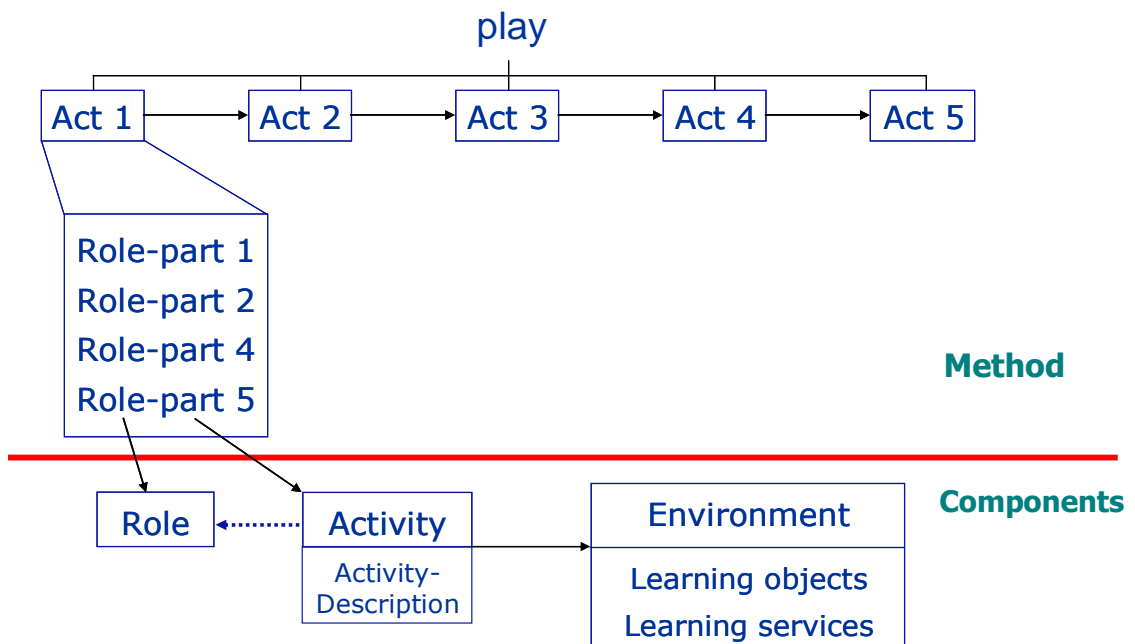 play
Act 1
Act 2
Act 3
Act 4
Act 5
Role-part 1
Role-part 2
Role-part 4
Role-part 5
Method
Components
Role
Activity
Activity-
Description
Environment
Learning objects
Learning services